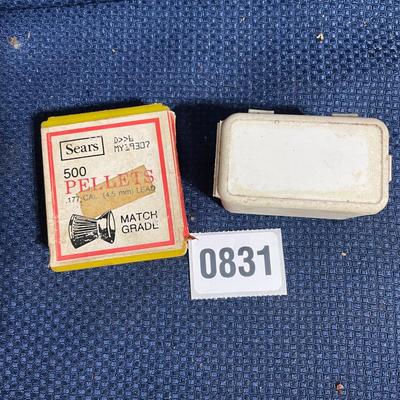 Sears
D>>6
MY19307
500
PELLETS
.177 CAL. (4.5 mm) LEAD
MATCH
GRADE
0831